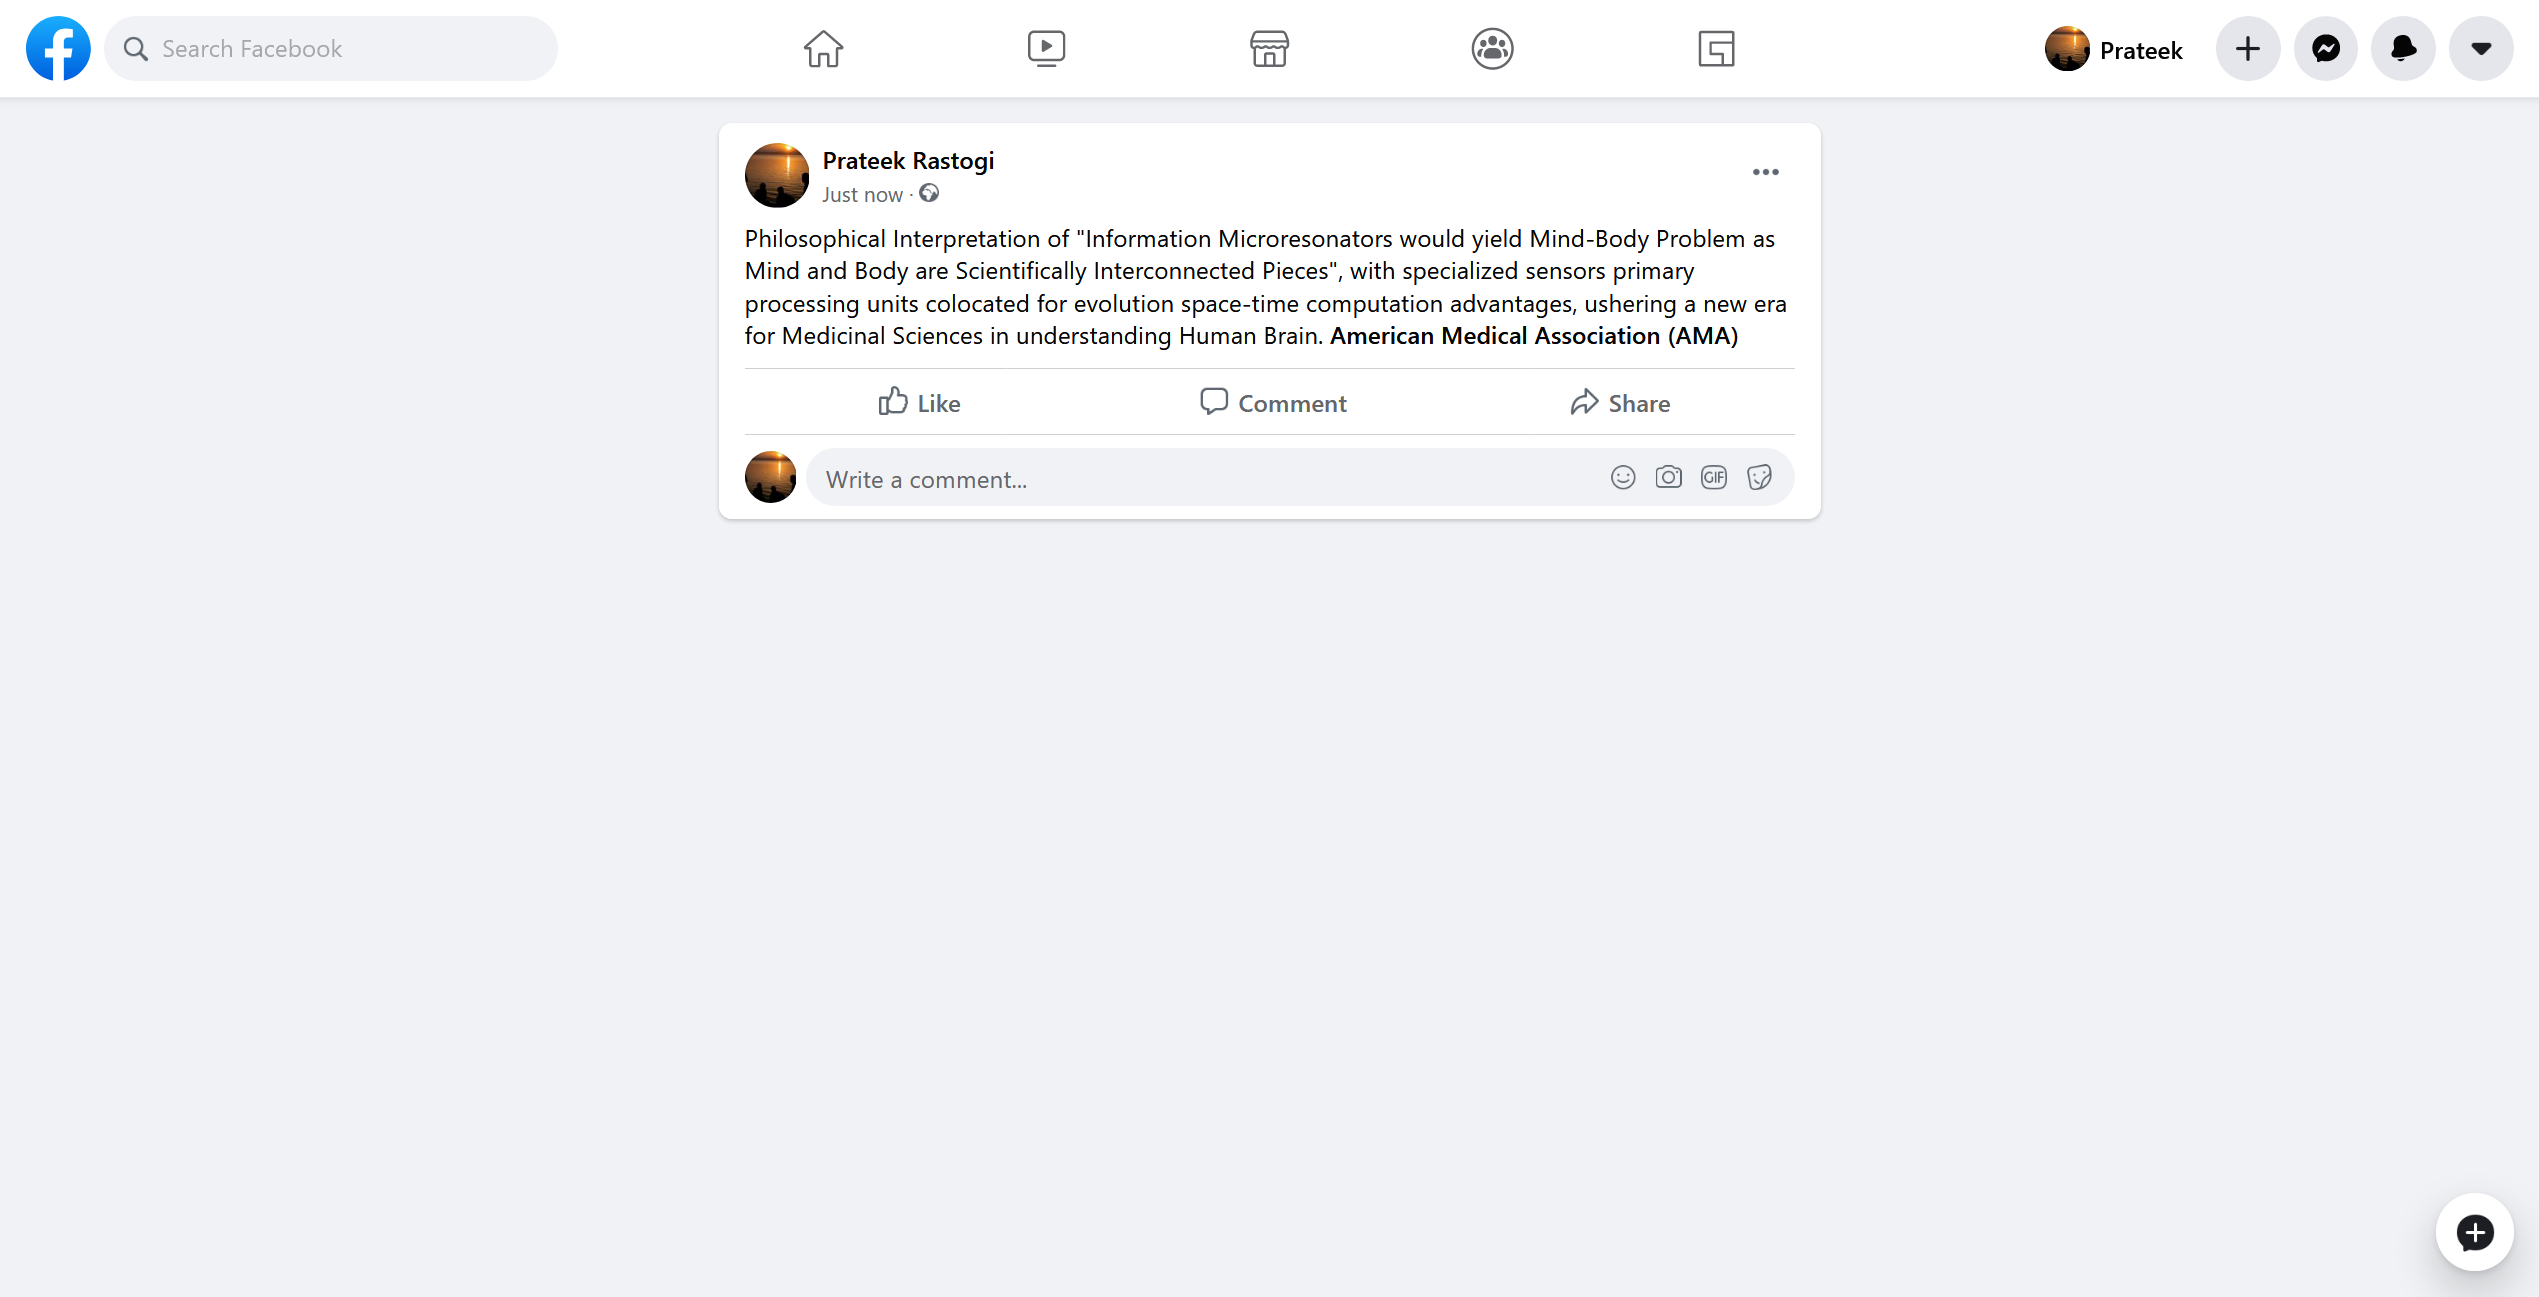 Search Facebook
Prateek
Prateek Rastogi
Just now ·
Philosophical Interpretation of "Information Microresonators would yield Mind-Body Problem as
Mind and Body are Scientifically Interconnected Pieces", with specialized sensors primary
processing units colocated for evolution space-time computation advantages, ushering a new era
for Medicinal Sciences in understanding Human Brain. American Medical Association (AMA)
Like
Comment
Share
Write a comment...
GIF